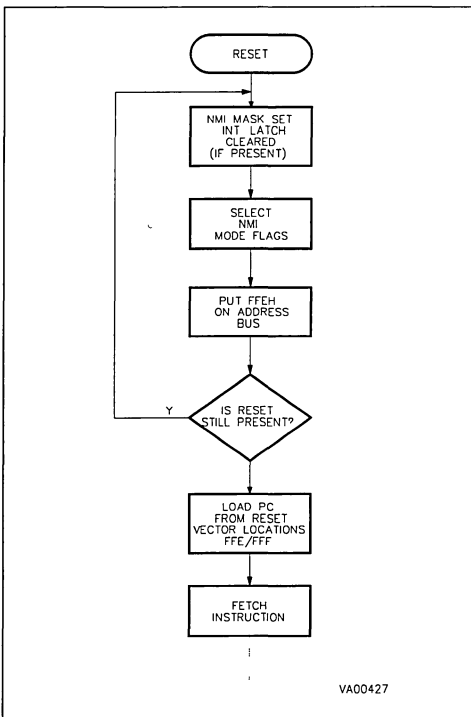 RESET
NMI MASK SET
INT LATCH
CLEARED
(IF PRESENT)
SELECT
NMI
MODE FLAGS
PUT FFEH
ON ADDRESS
BUS
IS RESET
STILL PRESENT?
Y
LOAD PC
FROM RESET
VECTOR LOCATIONS
FFE/FFF
FETCH
INSTRUCTION
VA00427